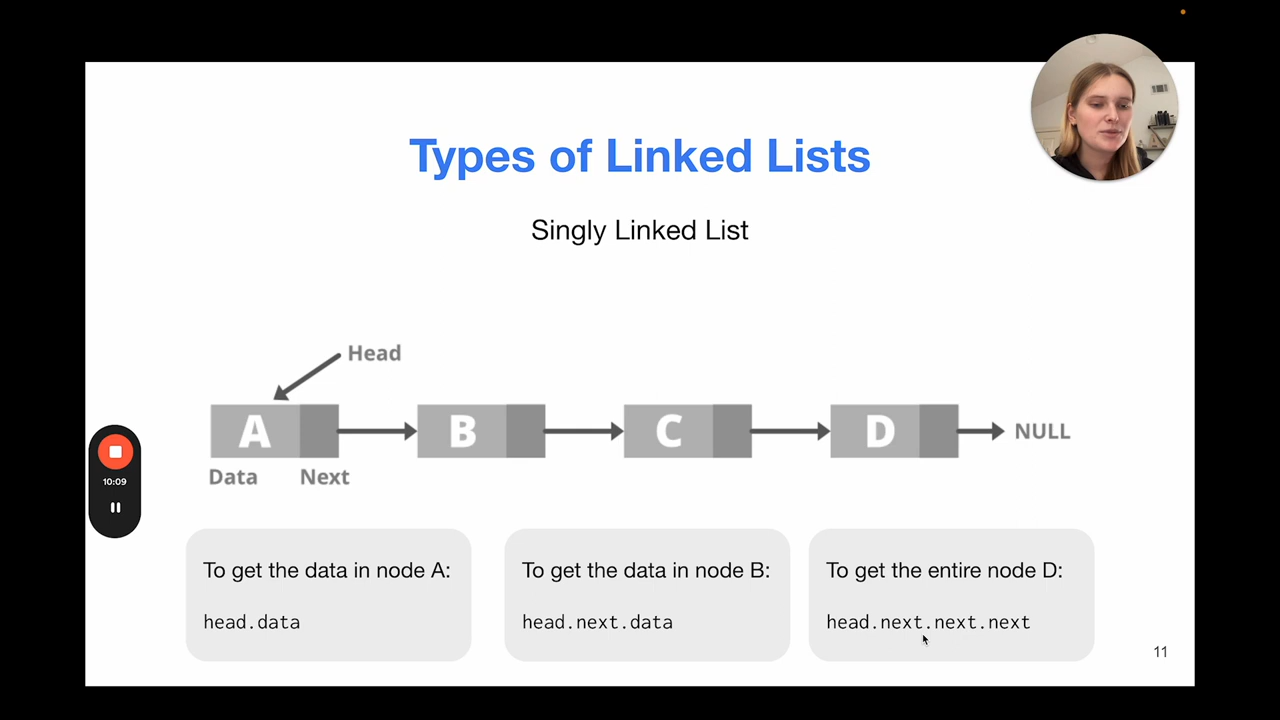 Types of Linked Lists
Singly Linked List
Head
A
B
C
D
NULL
Data
Next
10:09
To get the data in node A:
head.data
To get the data in node B:
head.next.data
To get the entire node D:
head.next.next.next
11